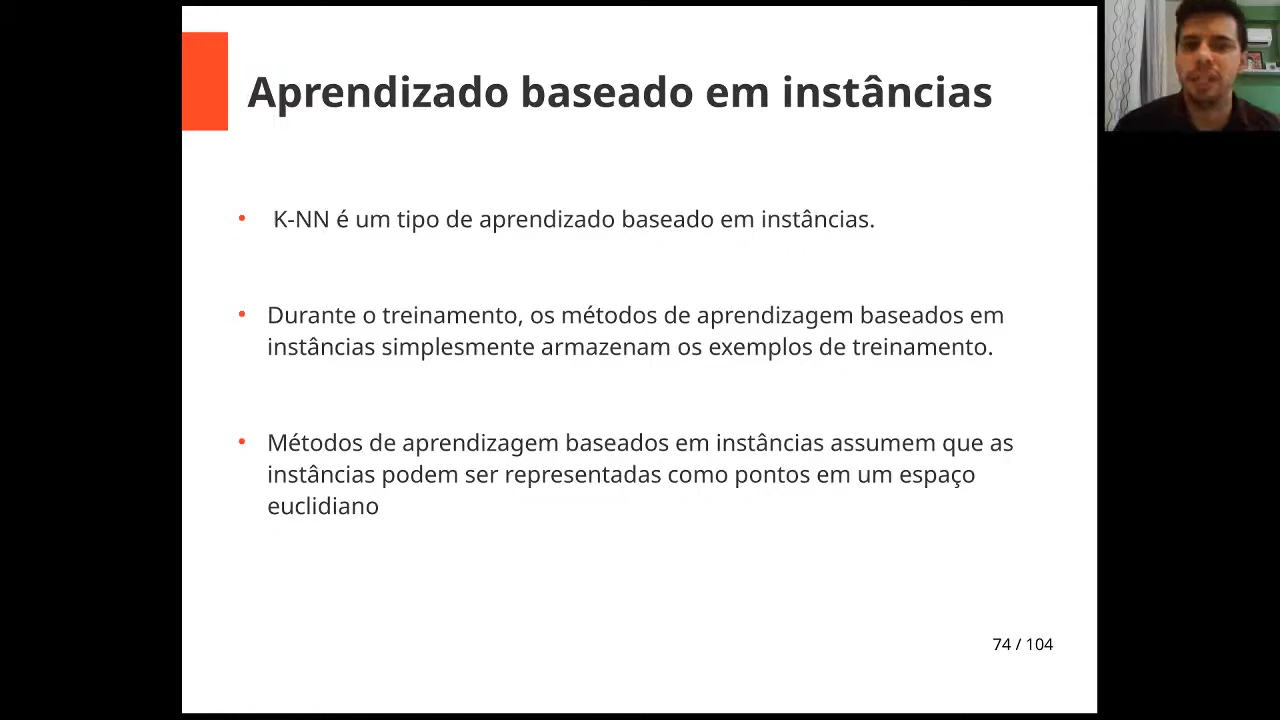 Aprendizado baseado em instâncias
• K-NN é um tipo de aprendizado baseado em instâncias.
• Durante o treinamento, os métodos de aprendizagem baseados em
instâncias simplesmente armazenam os exemplos de treinamento.
• Métodos de aprendizagem baseados em instâncias assumem que as
instâncias podem ser representadas como pontos em um espaço
euclidiano
74 / 104